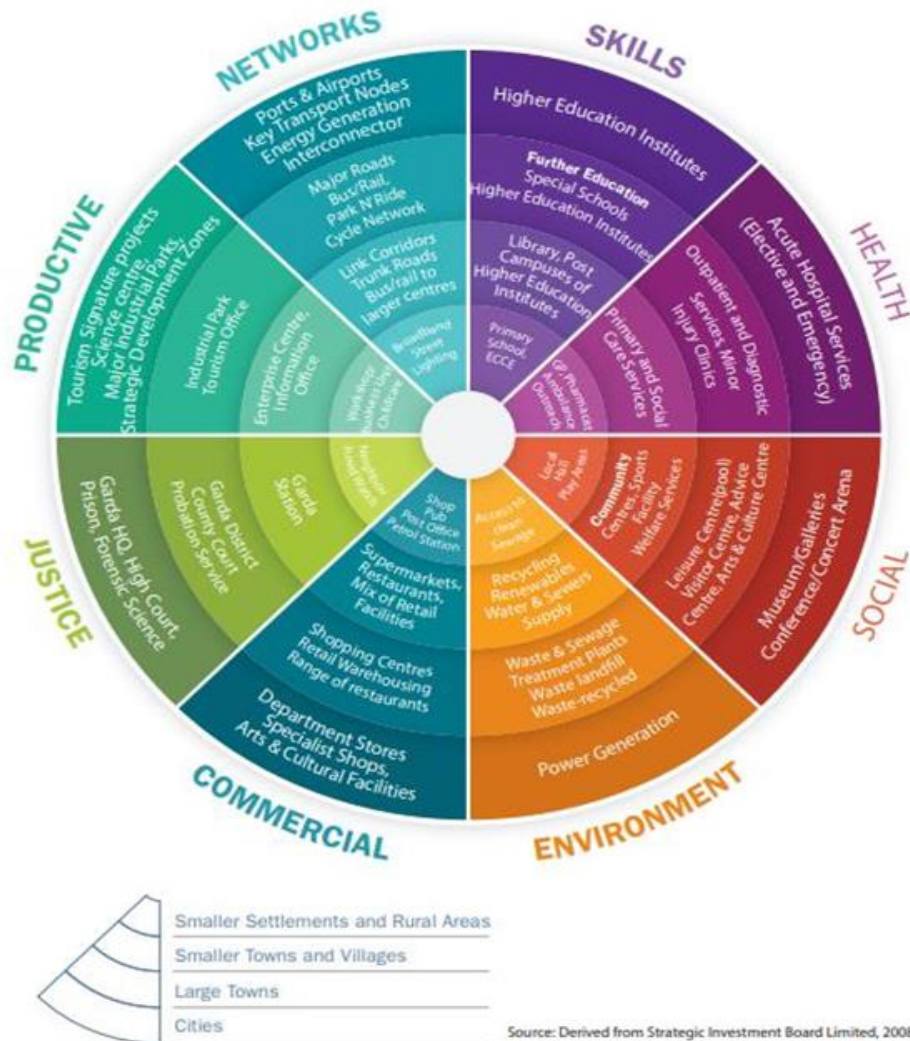 NETWORKS
Ports & Airports
Key Transport Nodes
Energy Generation
Interconnector
Major Roads
Bus/Rail,
Park N Ride
Cycle Network
Link Corridors
Trunk Roads
Bus/rail to
larger centres
Broadband
Street
Lighting
SKILLS
Higher Education Institutes
Further Education
Special Schools
Higher Education Institutes
Library, Post
Campuses of
Higher Education
Institutes
Primary
School,
ECCE
HEALTH
Acute Hospital Services
(Elective and Emergency)
Outpatient and Diagnostic
Services, Minor
Injury Clinics
Primary and Social
Care Services
GP, Pharmacist
Ambulance
Outreach
SOCIAL
Museum/Galleries
Conference/Concert Arena
Leisure Centre(pool)
Visitor Centre, Advice
Centre, Arts & Culture Centre
Community
Centres, Sports
Facility
Welfare Services
Local
Hall
Play Areas
ENVIRONMENT
Power Generation
Waste & Sewage
Treatment Plants
Waste landfill
Waste-recycled
Recycling
Renewables
Water & Sewers
Supply
Access to
clean
Sewage
COMMERCIAL
Department Stores
Specialist Shops,
Arts & Cultural Facilities
Shopping Centres
Retail Warehousing
Range of restaurants
Supermarkets,
Restaurants,
Mix of Retail
Facilities
Shop
Pub
Post Office
Petrol Station
JUSTICE
Garda HQ, High Court,
Prison, Forensic Science
Garda District
County Court
Probation Service
Garda
Station
Neighbour
hood Watch
PRODUCTIVE
Tourism Signature projects
Science centre,
Major Industrial Parks,
Strategic Development Zones
Industrial Park
Tourism Office
Enterprise Centre,
Information
Office
Workshop
Childcare
Smaller Settlements and Rural Areas
Smaller Towns and Villages
Large Towns
Cities
Source: Derived from Strategic Investment Board Limited, 2008